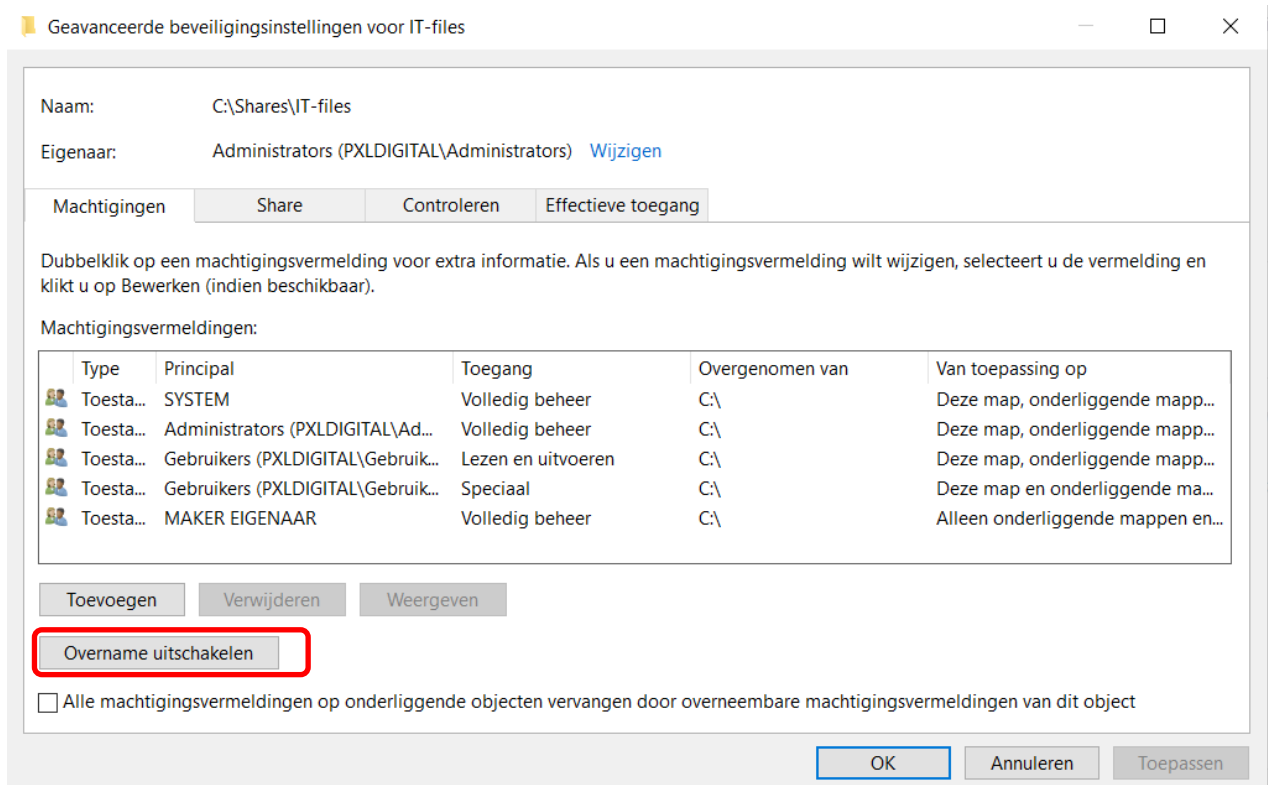 Geavanceerde beveiligingsinstellingen voor IT-files
Naam: C:\Shares\IT-files
Eigenaar: Administrators (PXLDIGITAL\Administrators) Wijzigen
Machtigingen Share Controleren Effectieve toegang
Dubbelklik op een machtigingsvermelding voor extra informatie. Als u een machtigingsvermelding wilt wijzigen, selecteert u de vermelding en
klikt u op Bewerken (indien beschikbaar).
Machtigingsvermeldingen:
Type Principal Toegang Overgenomen van Van toepassing op
Toesta... SYSTEM Volledig beheer C:\ Deze map, onderliggende mapp...
Toesta... Administrators (PXLDIGITAL\Ad... Volledig beheer C:\ Deze map, onderliggende mapp...
Toesta... Gebruikers (PXLDIGITAL\Gebruik... Lezen en uitvoeren C:\ Deze map, onderliggende mapp...
Toesta... Gebruikers (PXLDIGITAL\Gebruik... Speciaal C:\ Deze map en onderliggende ma...
Toesta... MAKER EIGENAAR Volledig beheer C:\ Alleen onderliggende mappen en...
Toevoegen Verwijderen Weergeven
Overname uitschakelen
Alle machtigingsvermeldingen op onderliggende objecten vervangen door overneembare machtigingsvermeldingen van dit object
OK Annuleren Toepassen